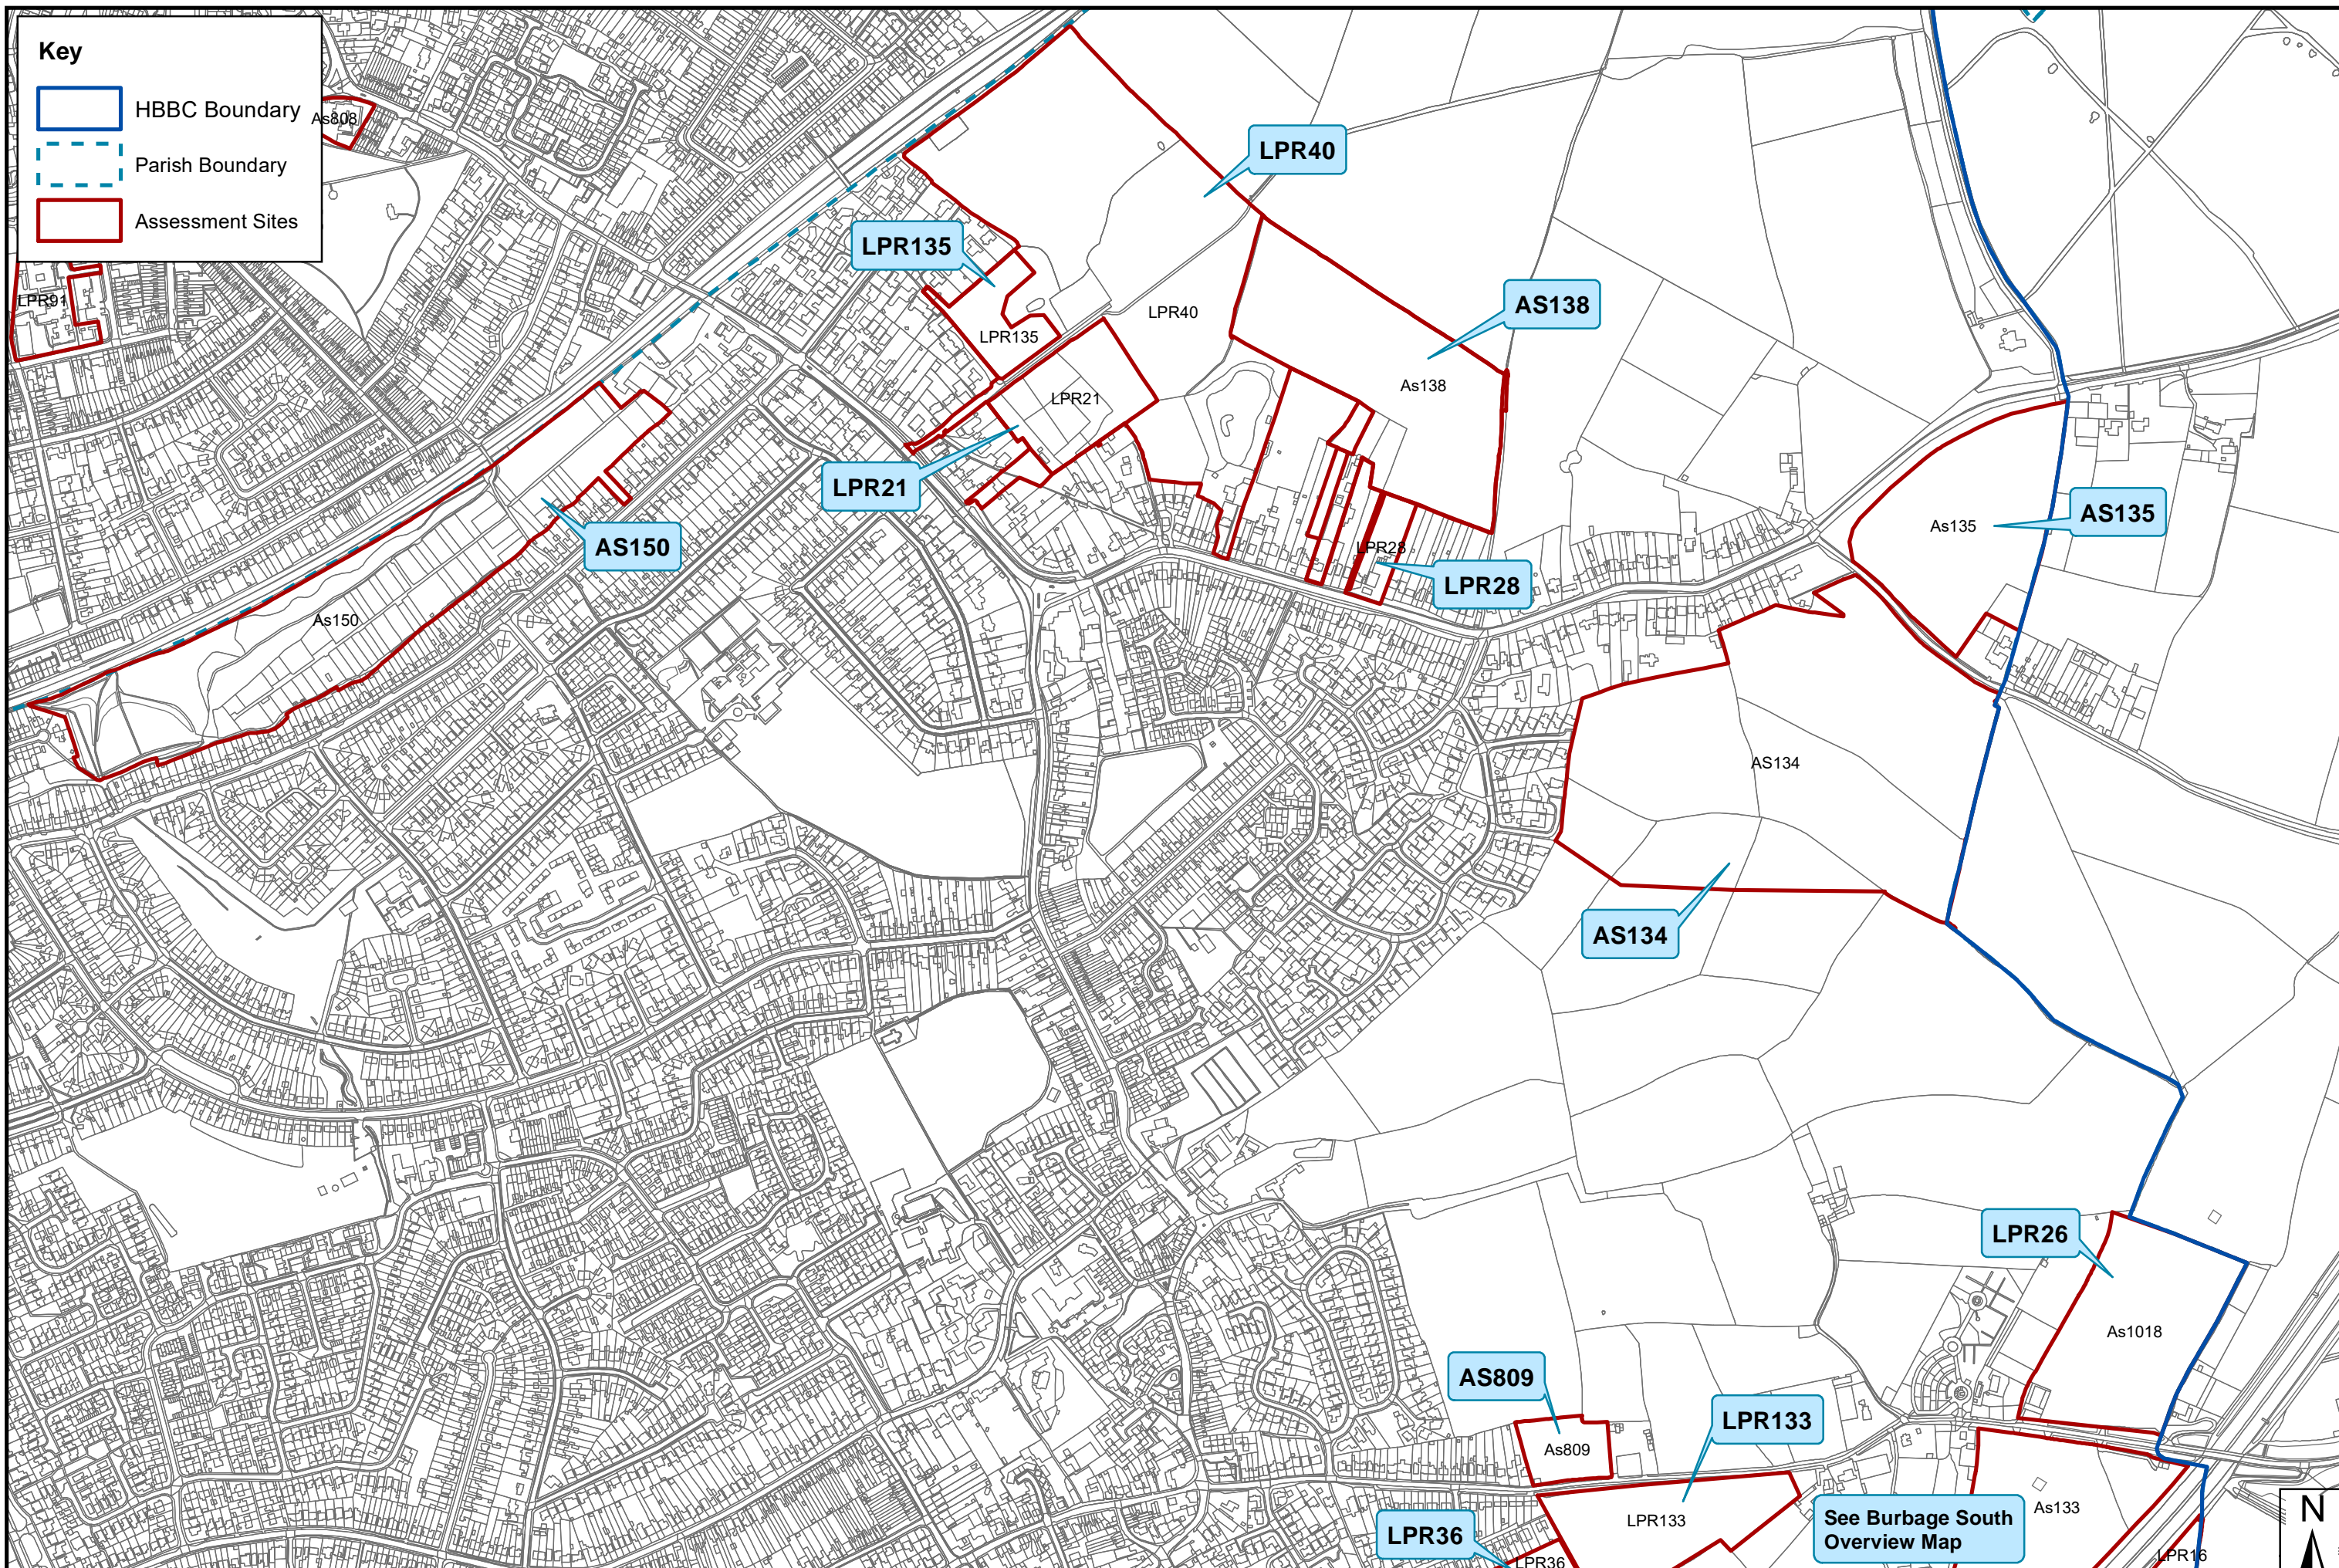 Key
HBBC Boundary
Parish Boundary
Assessment Sites
As808
LPR91
LPR40
LPR135
LPR40
LPR135
AS138
As138
LPR21
LPR21
AS150
As150
LPR28
LPR28
AS135
As135
AS134
AS134
LPR26
As1018
AS809
As809
LPR133
LPR133
LPR36
LPR36
See Burbage South
Overview Map
As133
LPR16
N